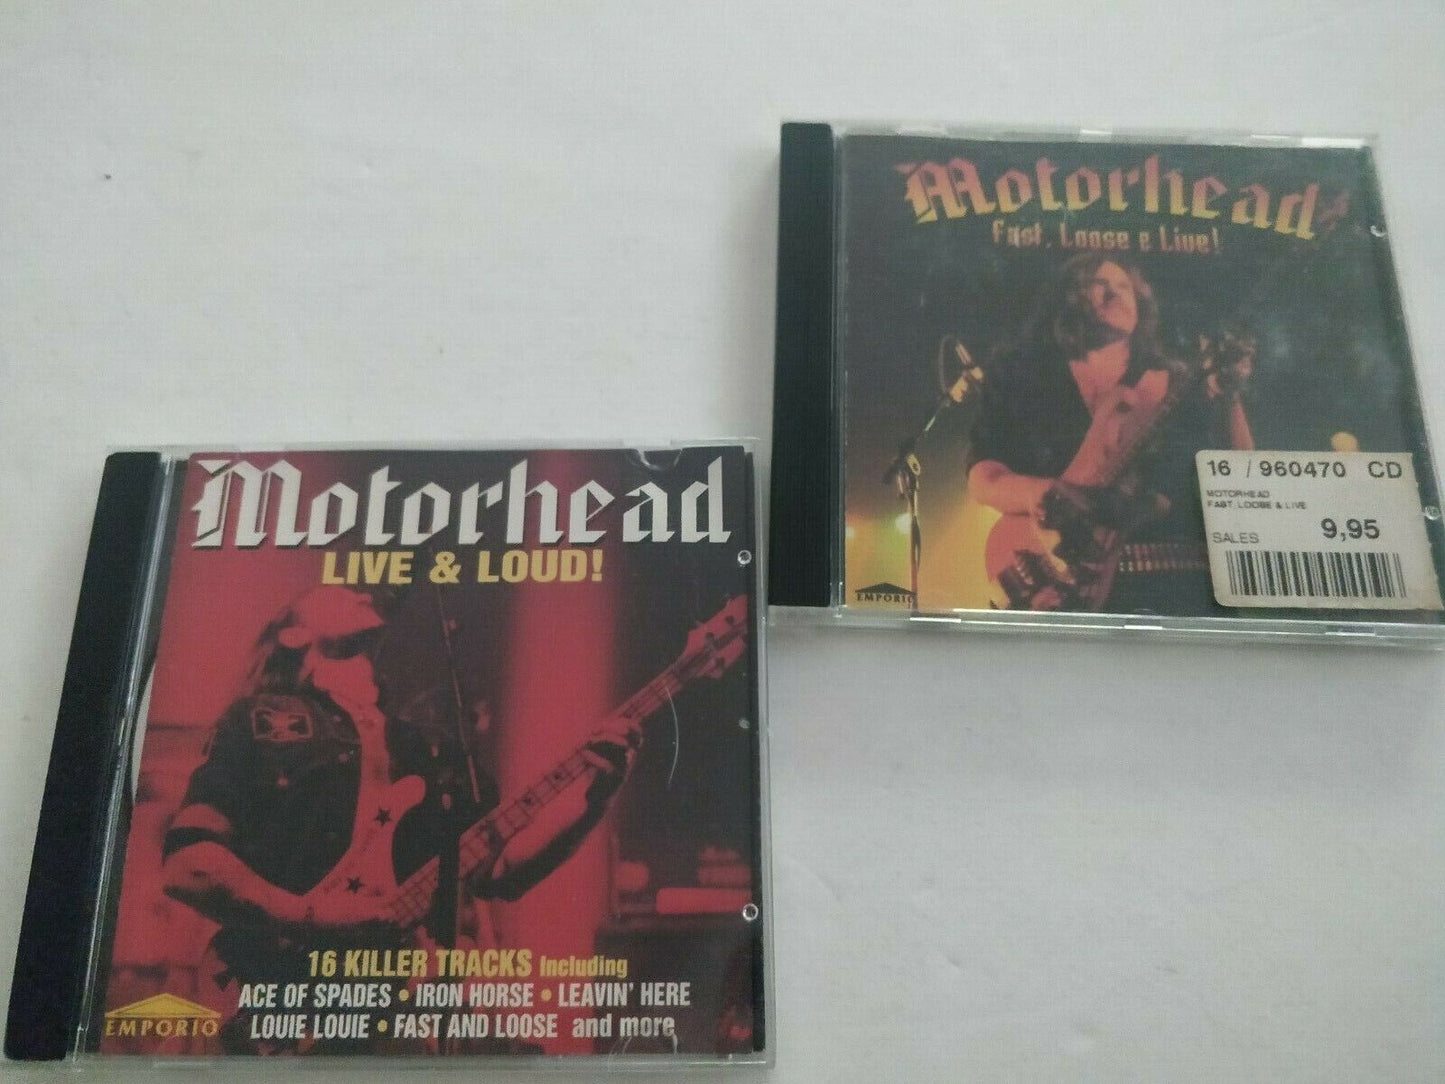 Motorhead
Fast, Loose & Live!
16 / 960470 CD
MOTORHEAD
FAST, LOOSE & LIVE
SALES 9,95
EMPORIO
Motorhead
LIVE & LOUD!
16 KILLER TRACKS Including
ACE OF SPADES • IRON HORSE • LEAVIN' HERE
LOUIE LOUIE • FAST AND LOOSE and more
EMPORIO